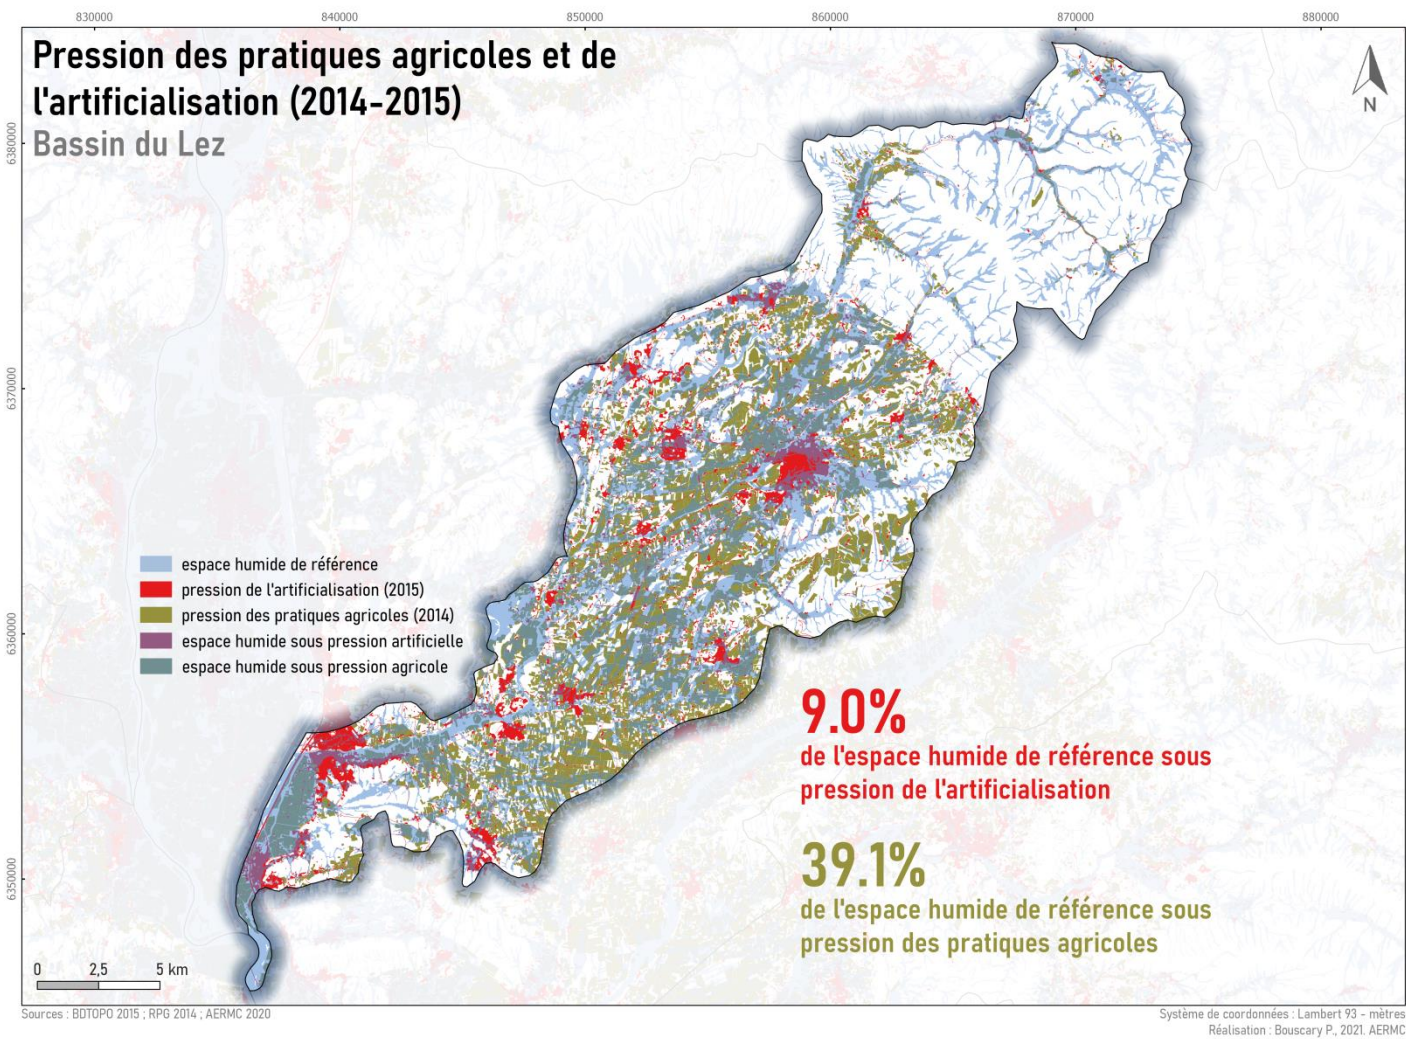 830000
840000
850000
860000
870000
880000
Pression des pratiques agricoles et de
l'artificialisation (2014-2015)
Bassin du Lez
N
6380000
6370000
6360000
6350000
espace humide de référence
pression de l'artificialisation (2015)
pression des pratiques agricoles (2014)
espace humide sous pression artificielle
espace humide sous pression agricole
9.0%
de l'espace humide de référence sous
pression de l'artificialisation
39.1%
de l'espace humide de référence sous
pression des pratiques agricoles
0 2,5 5 km
Sources : BDTOPO 2015 ; RPG 2014 ; AERMC 2020
Système de coordonnées : Lambert 93 - mètres
Réalisation : Bouscary P., 2021. AERMC